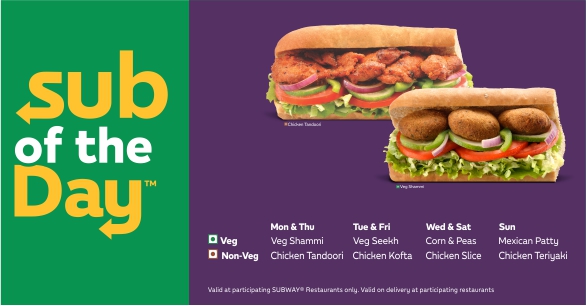 sub
of the
Day™
Chicken Tandoori
Veg Shammi
Mon & Thu Tue & Fri Wed & Sat Sun
Veg Veg Shammi Veg Seekh Corn & Peas Mexican Patty
Non-Veg Chicken Tandoori Chicken Kofta Chicken Slice Chicken Teriyaki
Valid at participating SUBWAY® Restaurants only. Valid on delivery at participating restaurants